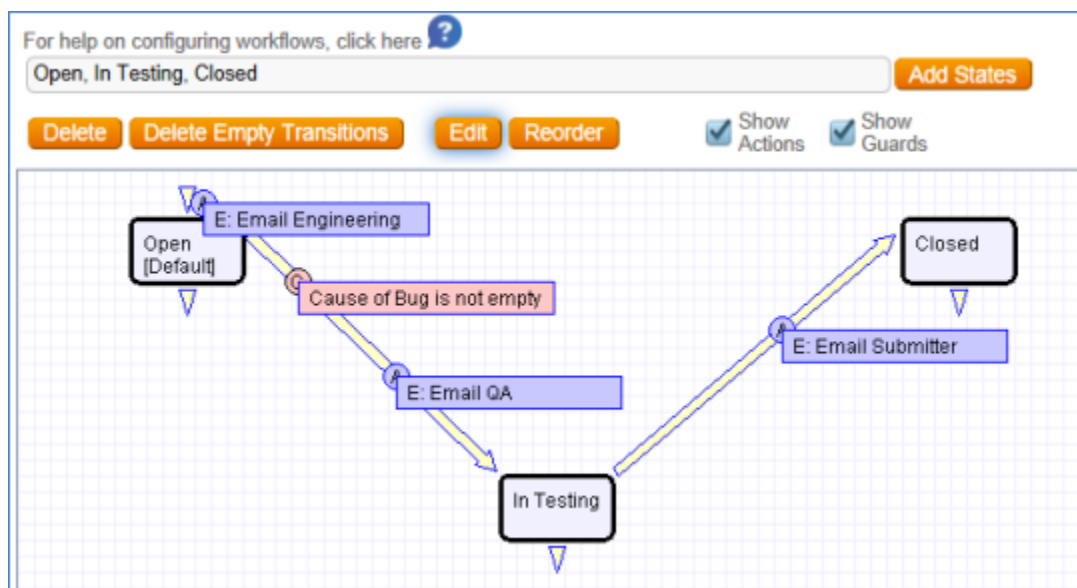 For help on configuring workflows, click here ?
Open, In Testing, Closed
Add States
Delete
Delete Empty Transitions
Edit
Reorder
Show
Actions
Show
Guards
A
E: Email Engineering
Open
[Default]
Closed
Cause of Bug is not empty
A
E: Email Submitter
A
E: Email QA
In Testing